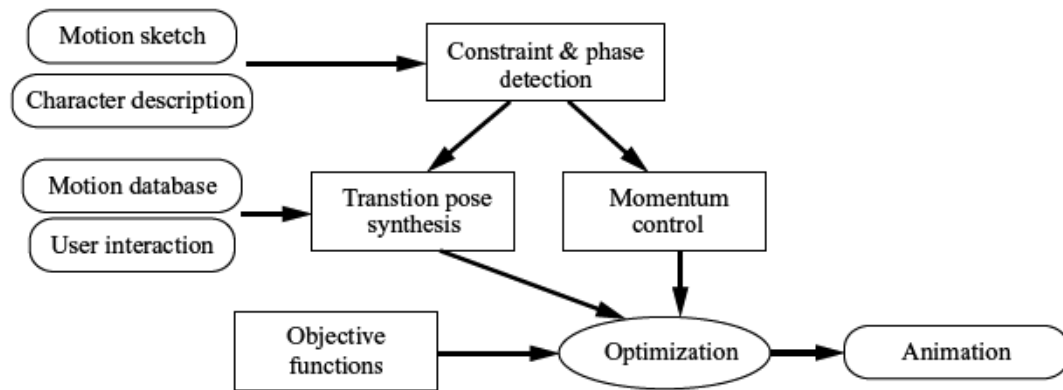 Motion sketch
Character description
Constraint & phase
detection
Motion database
User interaction
Transtion pose
synthesis
Momentum
control
Objective
functions
Optimization
Animation